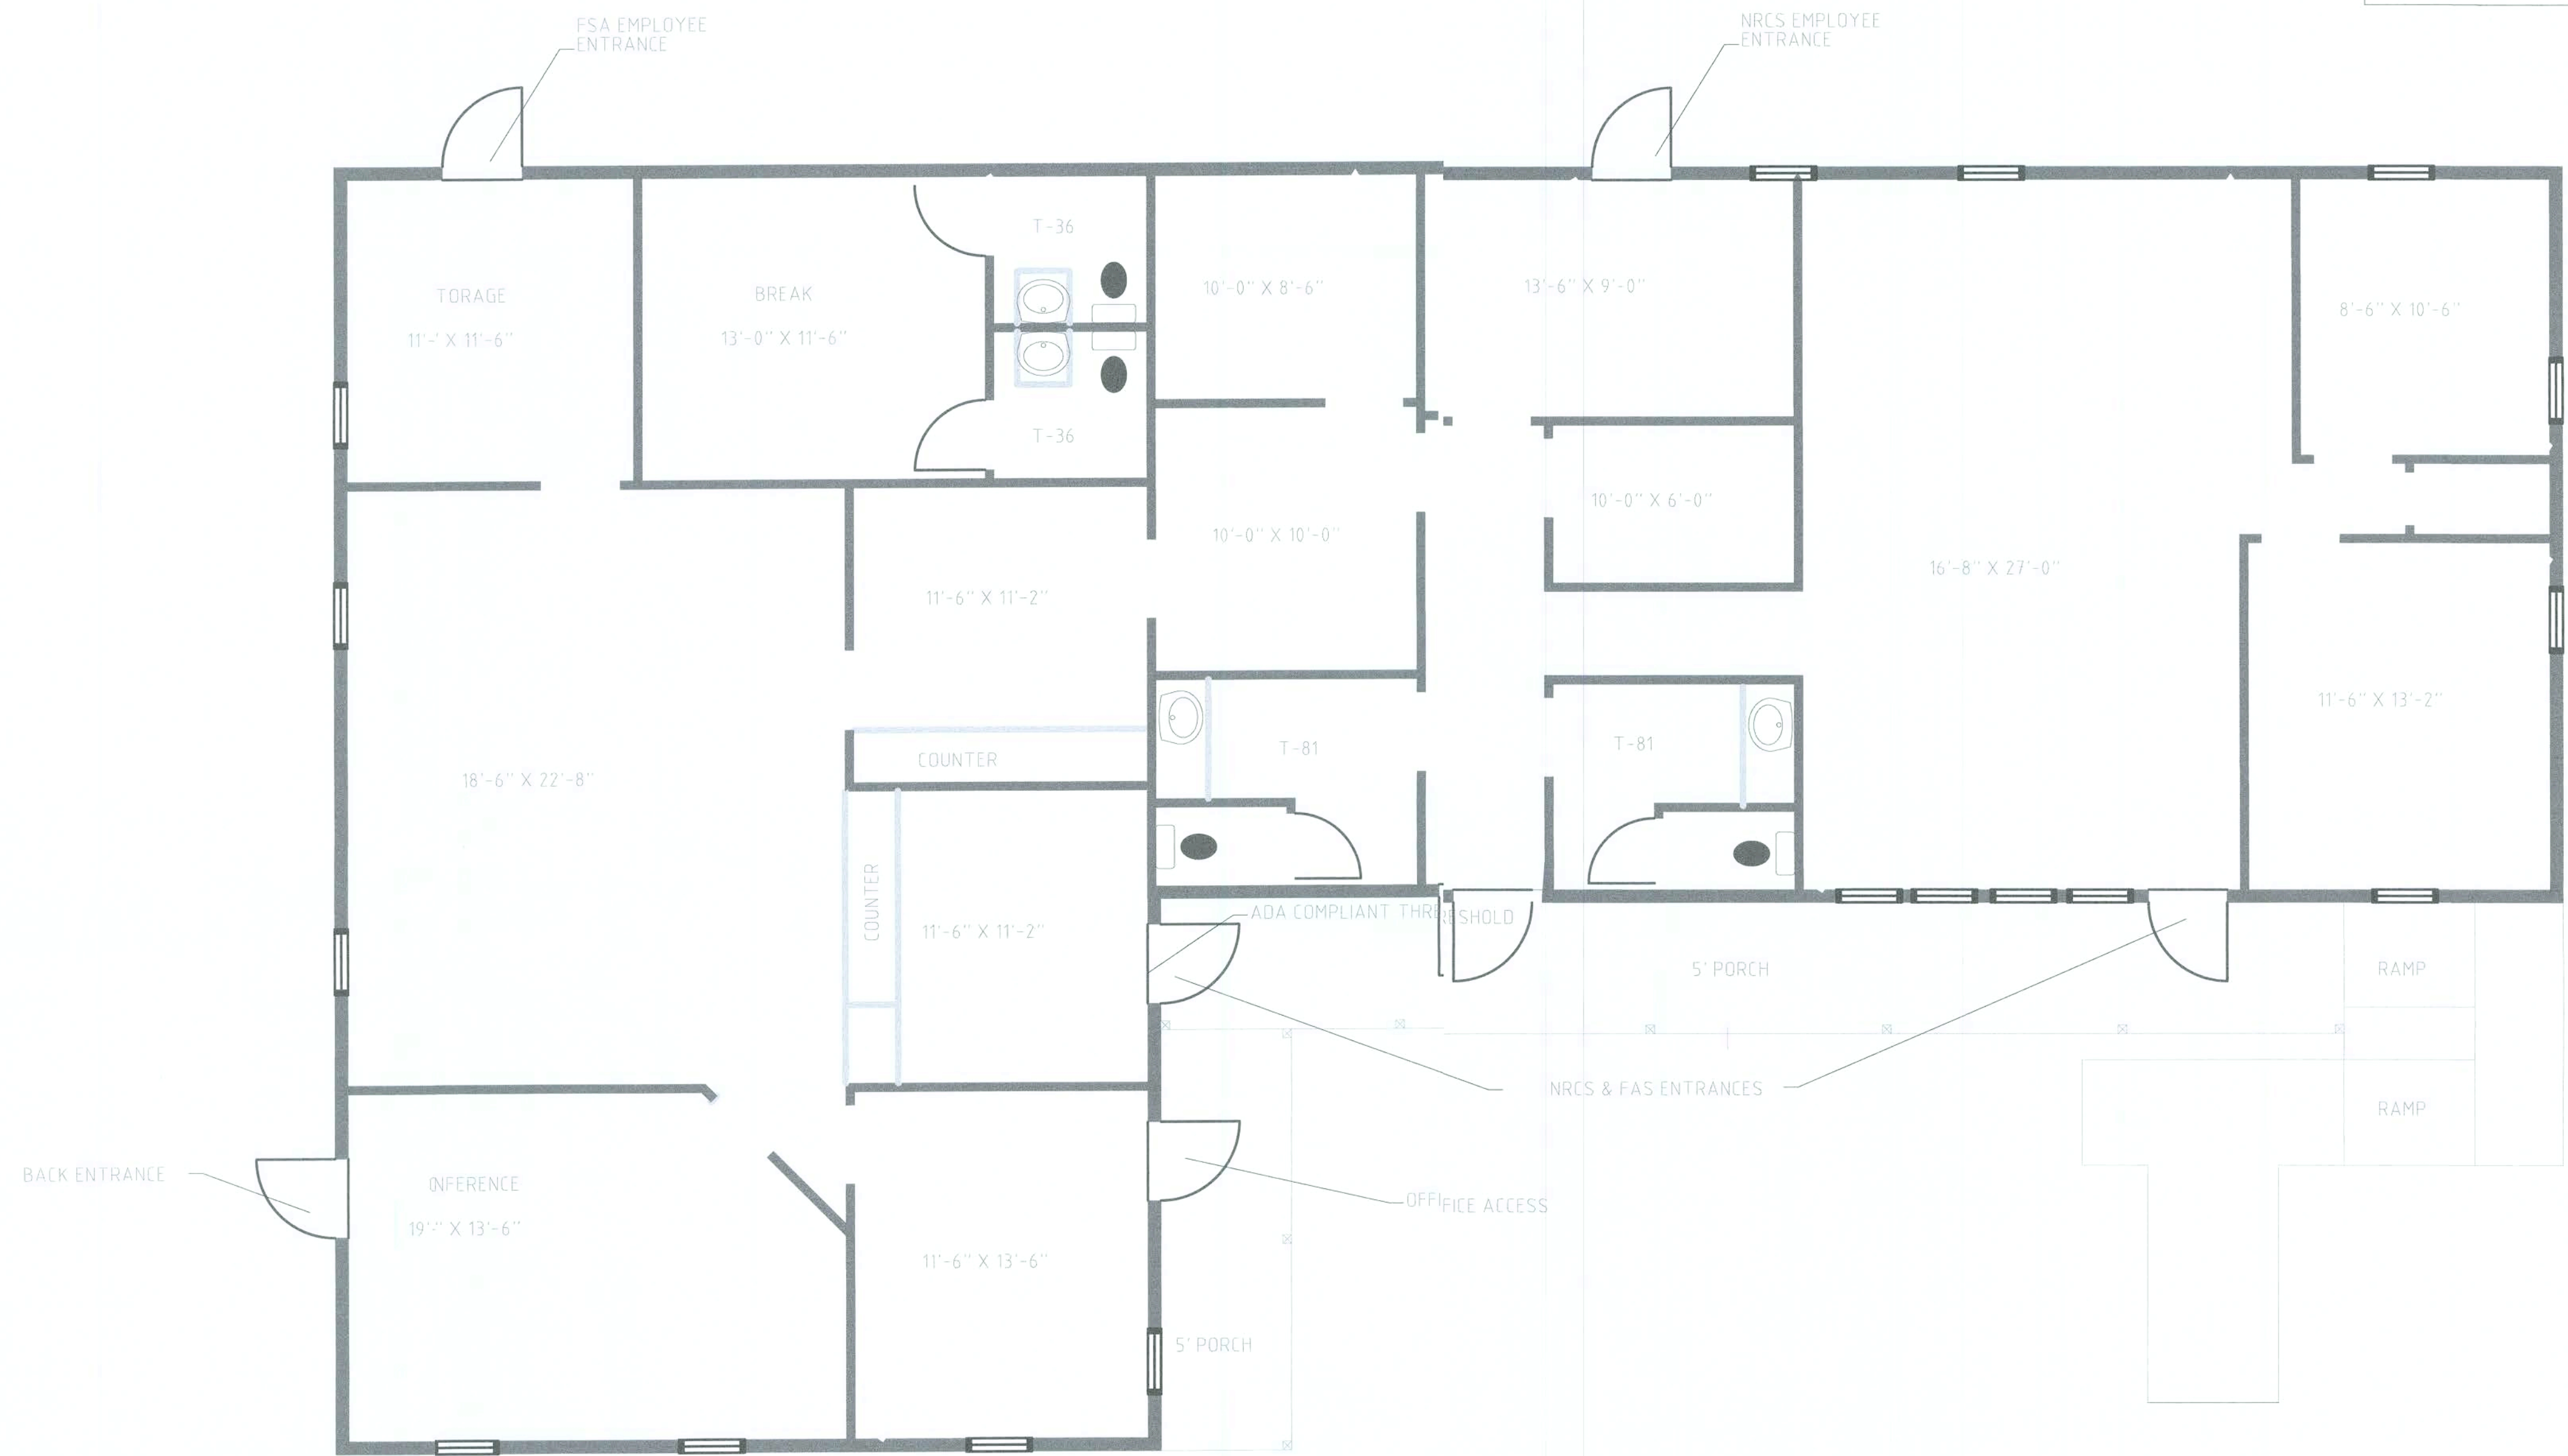 FSA EMPLOYEE
ENTRANCE
NRCS EMPLOYEE
ENTRANCE
T-36
TORAGE
11'-' X 11'-6"
BREAK
13'-0" X 11'-6"
10'-0" X 8'-6"
13'-6" X 9'-0"
8'-6" X 10'-6"
T-36
10'-0" X 6'-0"
10'-0" X 10'-0"
16'-8" X 27'-0"
11'-6" X 11'-2"
11'-6" X 13'-2"
T-81
T-81
COUNTER
18'-6" X 22'-8"
COUNTER
11'-6" X 11'-2"
ADA COMPLIANT THRESHOLD
5' PORCH
RAMP
NRCS & FAS ENTRANCES
RAMP
BACK ENTRANCE
NFERENCE
19'-" X 13'-6"
OFFIFICE ACCESS
11'-6" X 13'-6"
5' PORCH